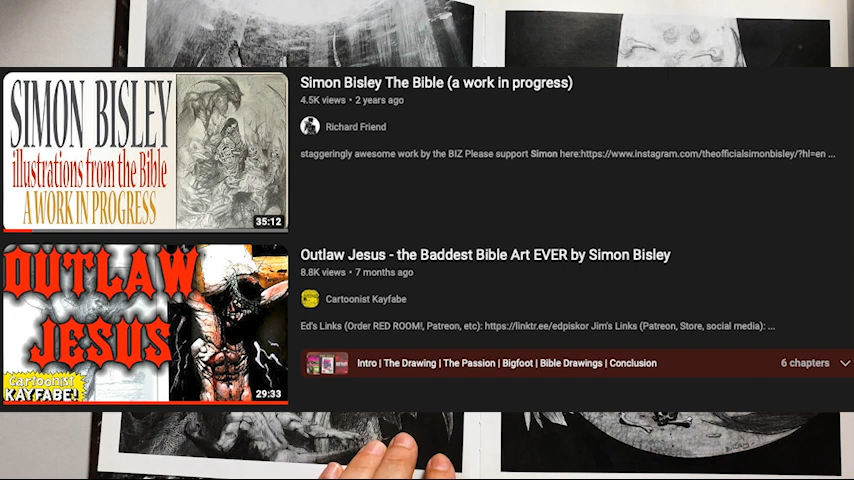 SIMON BISLEY
illustrations from the Bible
A WORK IN PROGRESS
35:12
Simon Bisley The Bible (a work in progress)
4.5K views • 2 years ago
Richard Friend
staggeringly awesome work by the BIZ Please support Simon here:https://www.instagram.com/theofficialsimonbisley/?hl=en ...
OUTLAW
JESUS
Cartoonist
KAYFABE!
29:33
Outlaw Jesus - the Baddest Bible Art EVER by Simon Bisley
8.8K views • 7 months ago
Cartoonist Kayfabe
Ed's Links (Order RED ROOM!, Patreon, etc): https://linktr.ee/edpiskor Jim's Links (Patreon, Store, social media): ...
Intro | The Drawing | The Passion | Bigfoot | Bible Drawings | Conclusion
6 chapters